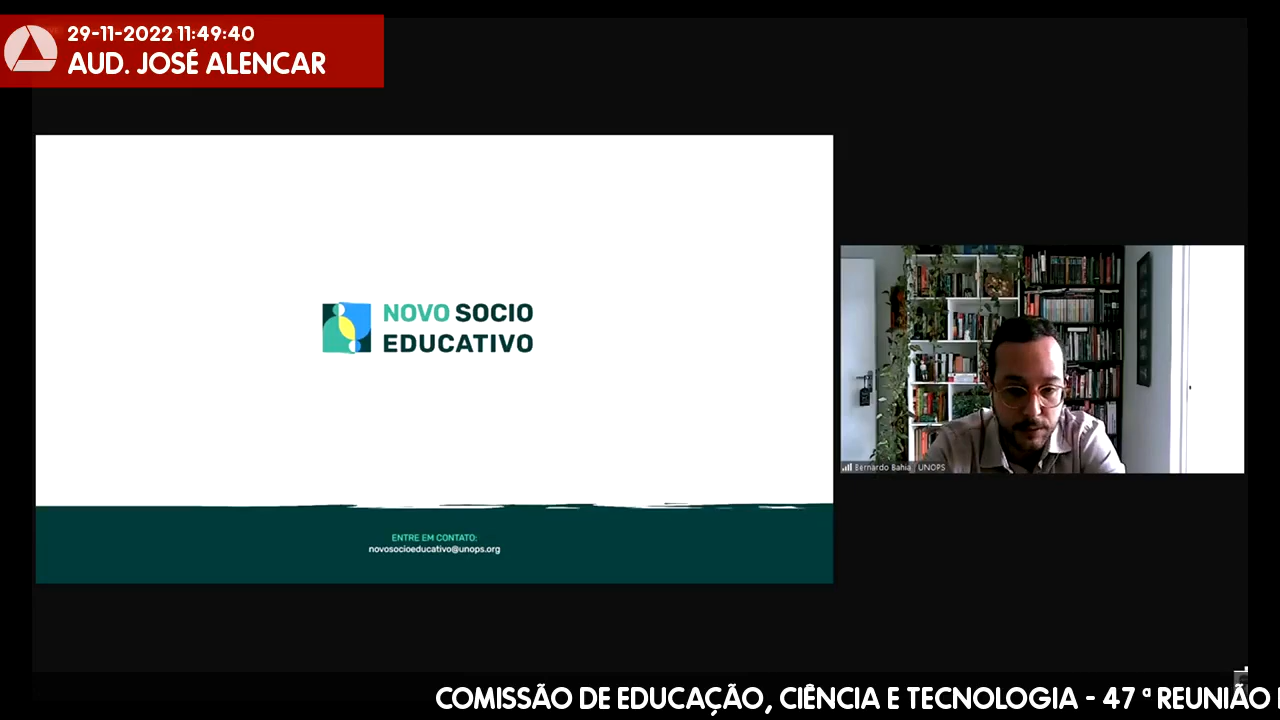 29-11-2022 11:49:40
AUD. JOSÉ ALENCAR
NOVO SOCIO
EDUCATIVO
ENTRE EM CONTATO:
novosocioeducativo@unops.org
Bernardo Bahia | UNOPS
COMISSÃO DE EDUCAÇÃO, CIÊNCIA E TECNOLOGIA - 47 ª REUNIÃO